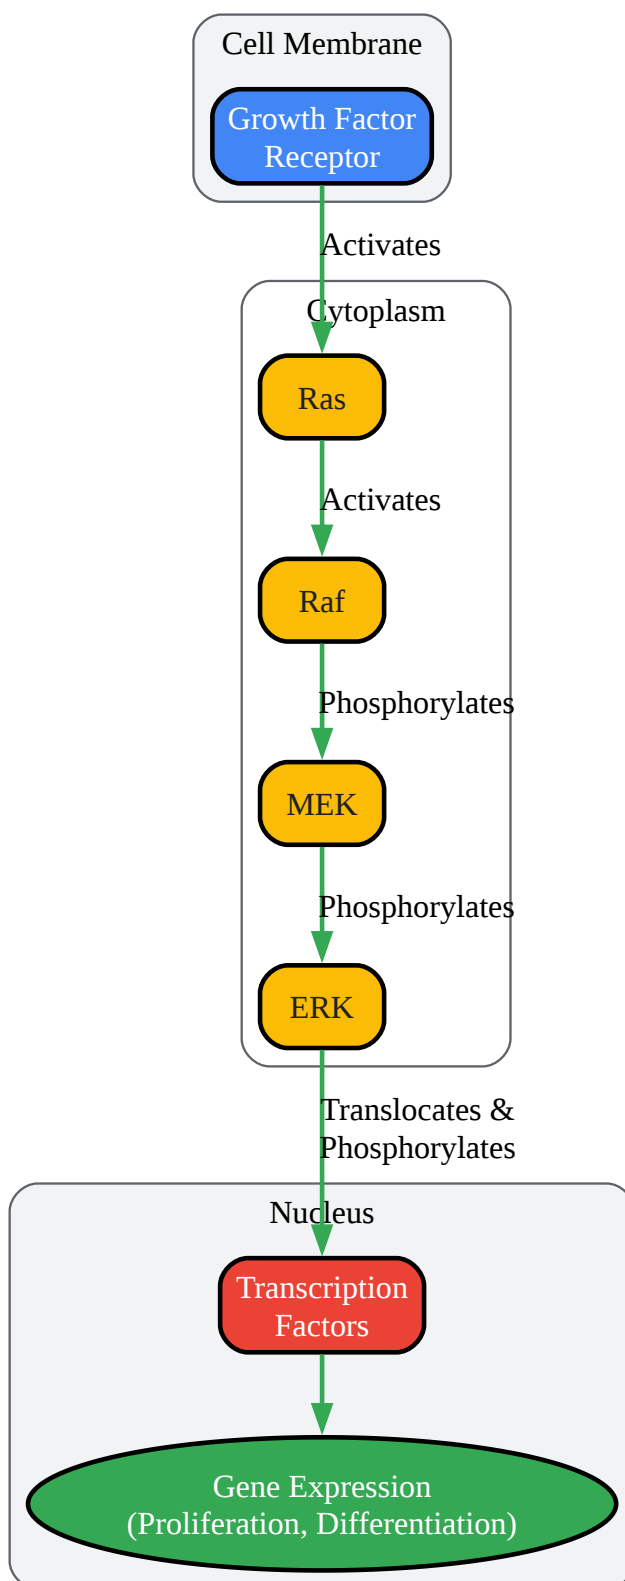 Cell Membrane
Growth Factor
Receptor
Activates
Cytoplasm
Ras
Activates
Raf
Phosphorylates
MEK
Phosphorylates
ERK
Translocates &
Phosphorylates
Nucleus
Transcription
Factors
Gene Expression
(Proliferation, Differentiation)